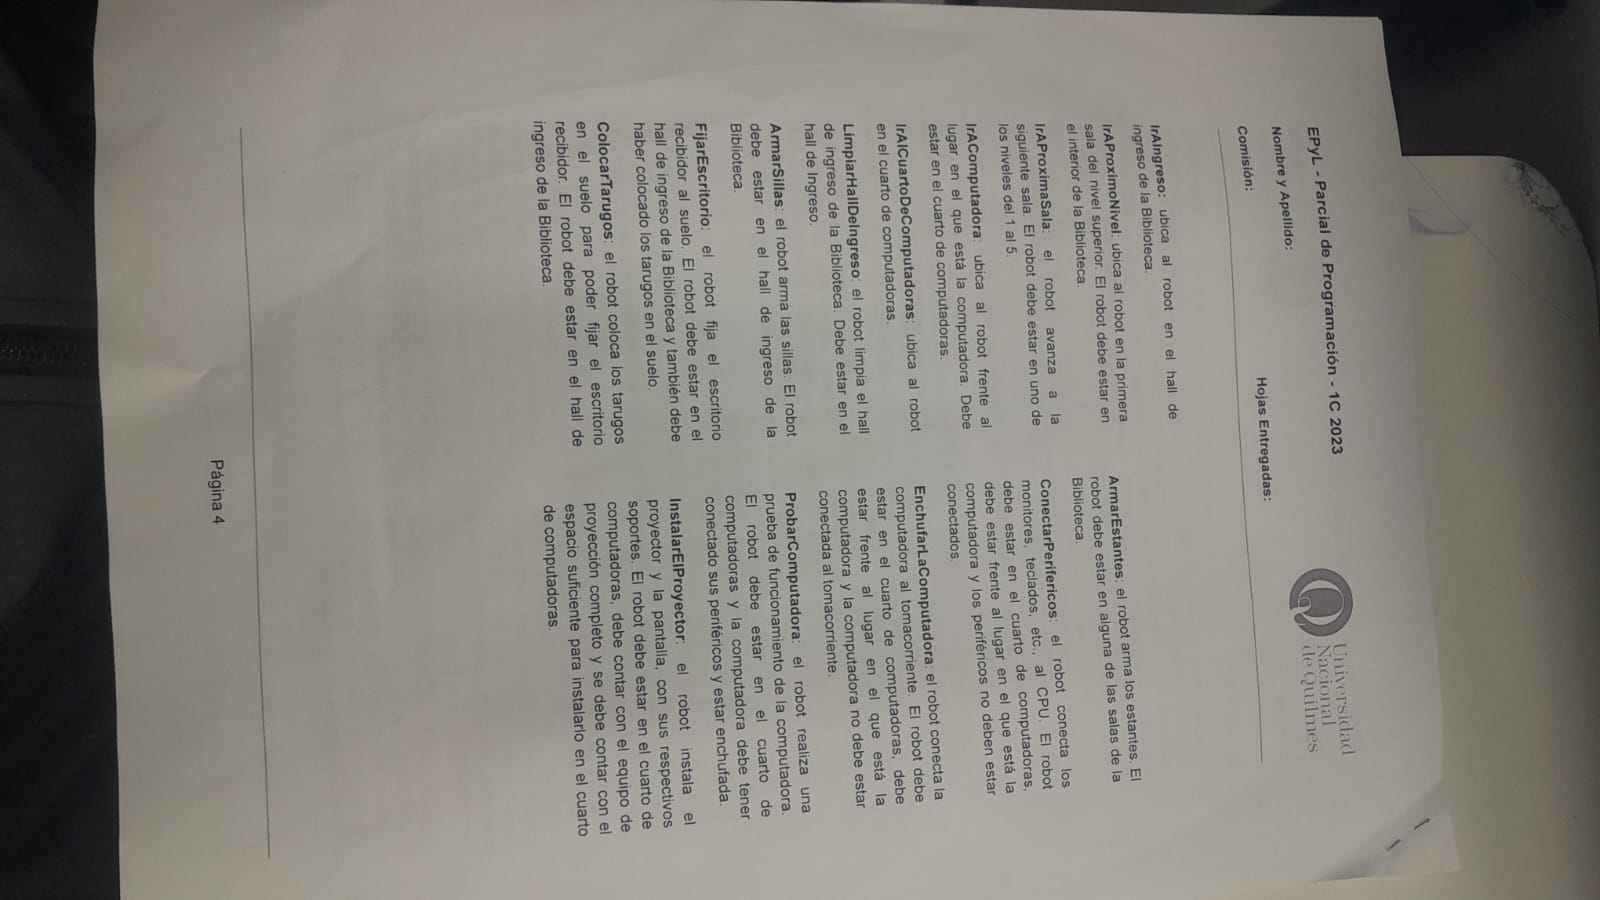 EPyL - Parcial de Programación - 1C 2023
Universidad
Nacional
de Quilmes
Nombre y Apellido:
Comisión:
Hojas Entregadas:
IrAIngreso: ubica al robot en el hall de
ingreso de la Biblioteca.
IrAProximoNivel: ubica al robot en la primera
sala del nivel superior. El robot debe estar en
el interior de la Biblioteca.
IrAProximaSala: el robot avanza a la
siguiente sala. El robot debe estar en uno de
los niveles del 1 al 5.
IrAComputadora: ubica al robot frente al
lugar en el que está la computadora. Debe
estar en el cuarto de computadoras.
IrAlCuartoDeComputadoras: ubica al robot
en el cuarto de computadoras.
LimpiarHallDeIngreso: el robot limpia el hall
de ingreso de la Biblioteca. Debe estar en el
hall de Ingreso.
ArmarSillas: el robot arma las sillas. El robot
debe estar en el hall de ingreso de la
Biblioteca.
FijarEscritorio: el robot fija el escritorio
recibidor al suelo. El robot debe estar en el
hall de ingreso de la Biblioteca y también debe
haber colocado los tarugos en el suelo.
ColocarTarugos: el robot coloca los tarugos
en el suelo para poder fijar el escritorio
recibidor. El robot debe estar en el hall de
ingreso de la Biblioteca.
ArmarEstantes: el robot arma los estantes. El
robot debe estar en alguna de las salas de la
Biblioteca.
ConectarPerifericos: el robot conecta los
monitores, teclados, etc., al CPU. El robot
debe estar en el cuarto de computadoras,
debe estar frente al lugar en el que está la
computadora y los periféricos no deben estar
conectados.
EnchufarLaComputadora: el robot conecta la
computadora al tomacorriente. El robot debe
estar en el cuarto de computadoras, debe
estar frente al lugar en el que está la
computadora y la computadora no debe estar
conectada al tomacorriente.
ProbarComputadora: el robot realiza una
prueba de funcionamiento de la computadora.
El robot debe estar en el cuarto de
computadoras y la computadora debe tener
conectado sus periféricos y estar enchufada.
InstalarElProyector: el robot instala el
proyector y la pantalla, con sus respectivos
soportes. El robot debe estar en el cuarto de
computadoras, debe contar con el equipo de
proyección completo y se debe contar con el
espacio suficiente para instalarlo en el cuarto
de computadoras.
Página 4